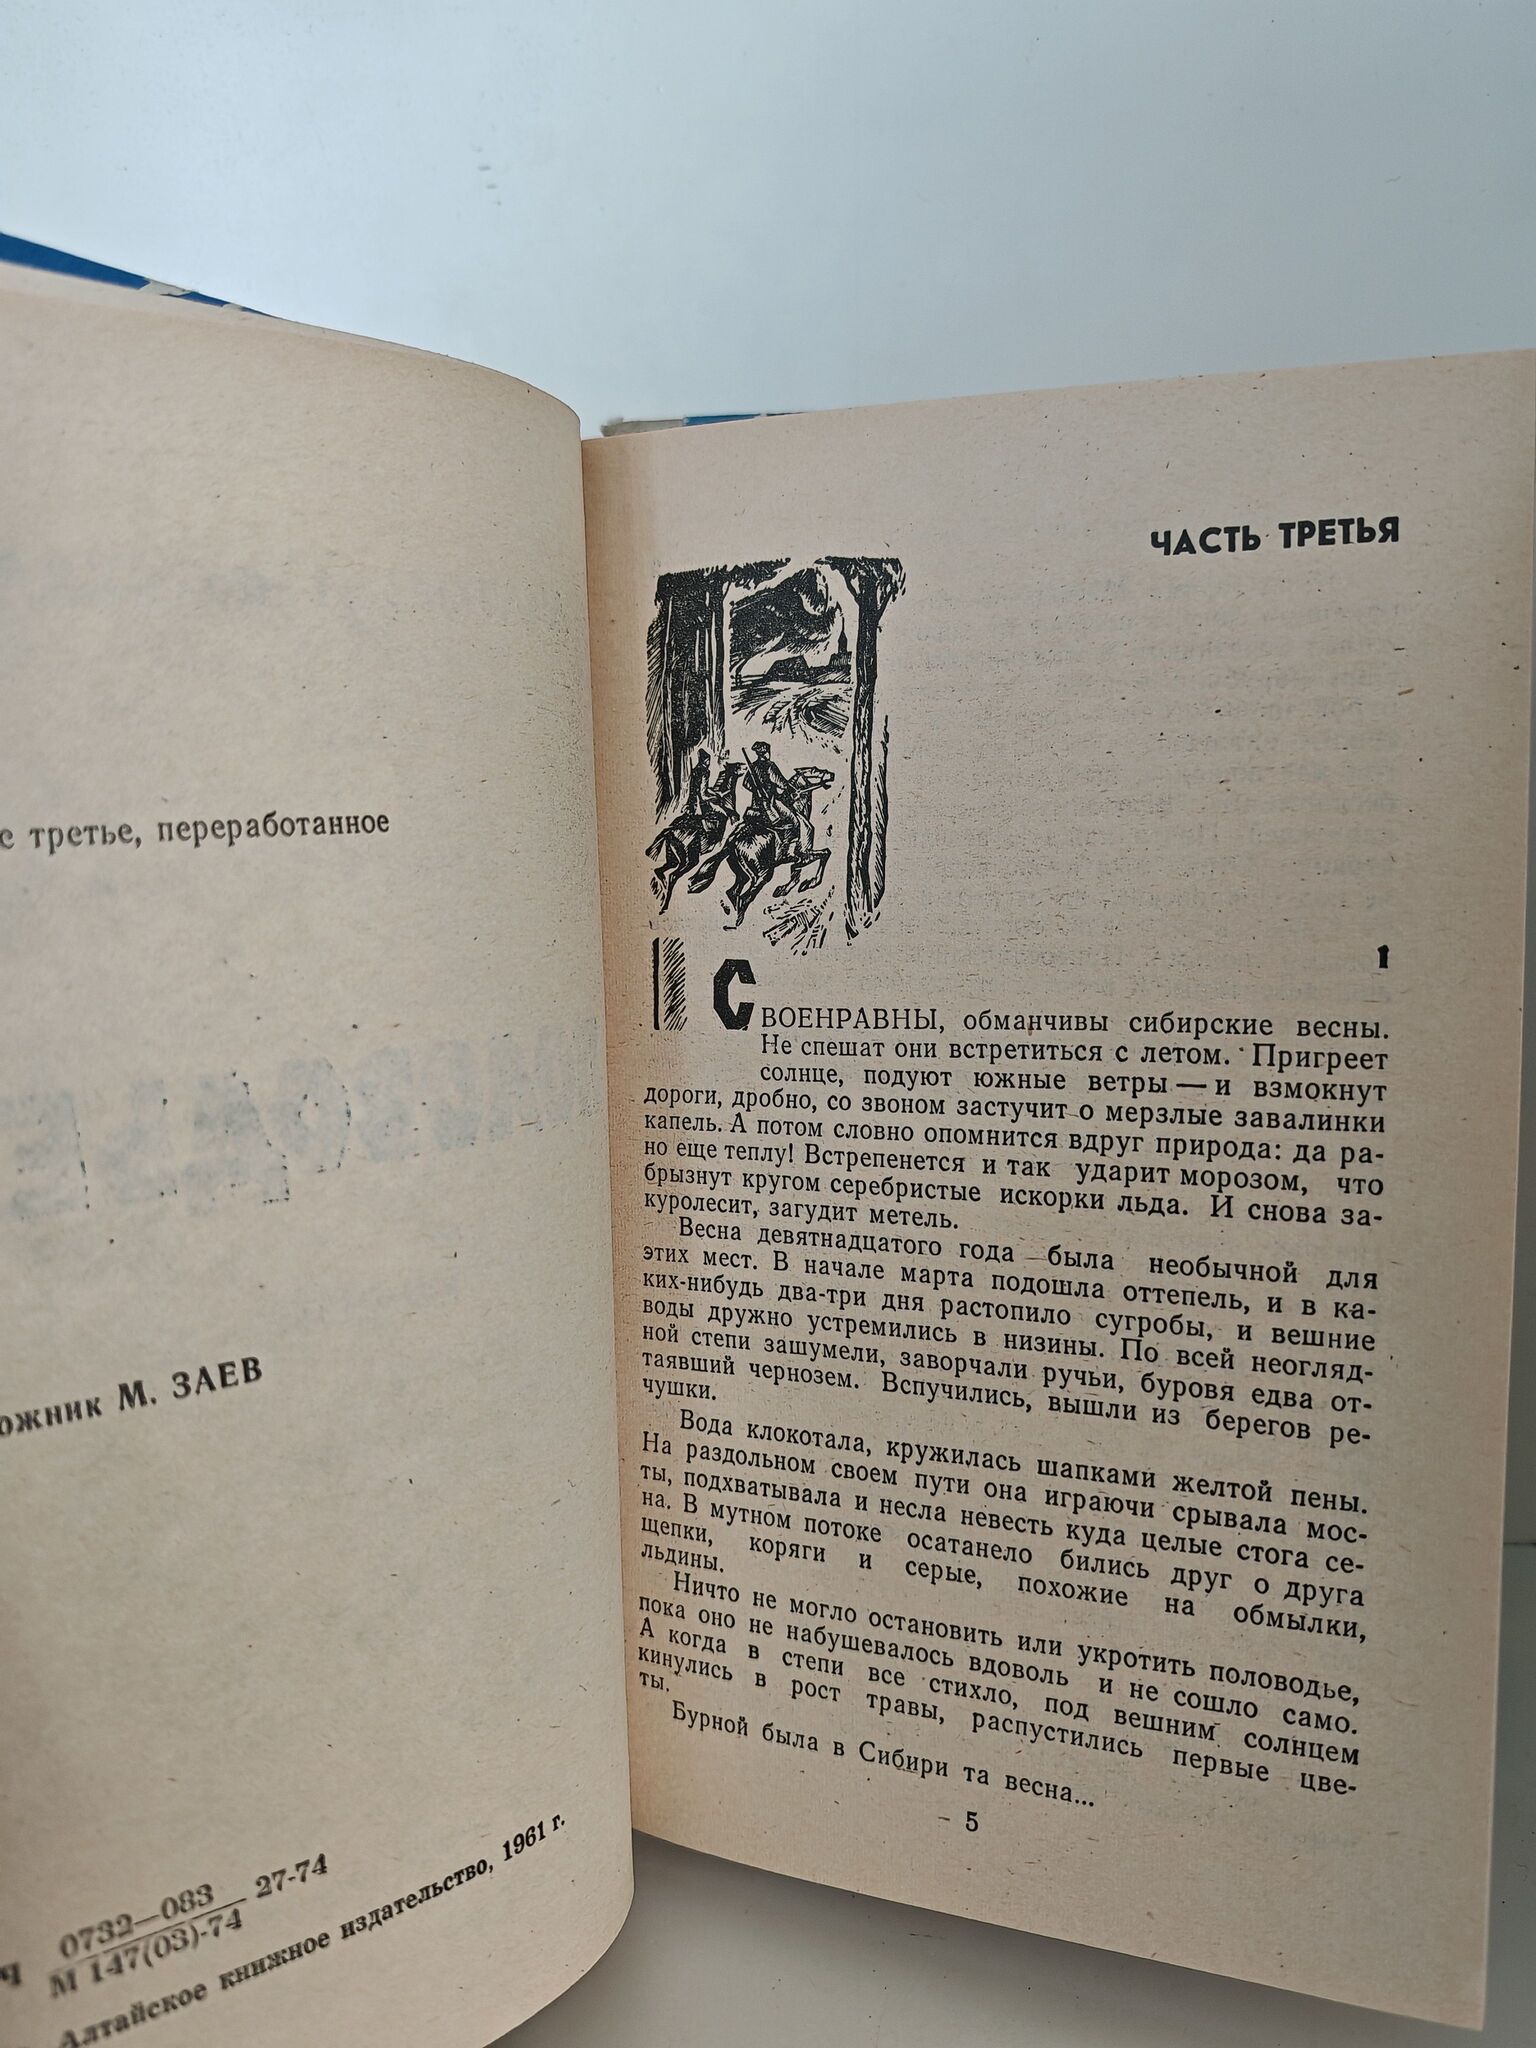 третье, переработанное
М. ЗАЕВ
0732—083
М 147(03)-74
27-74
Алтайское книжное издательство, 1961 г.
ЧАСТЬ ТРЕТЬЯ
1
СВОЕНРАВНЫ, обманчивы сибирские весны.
Не спешат они встретиться с летом. Пригреет
солнце, подуют южные ветры — и взмокнут
дороги, дробно, со звоном застучит о мерзлые завалинки
капель. А потом словно опомнится вдруг природа: да ра-
но еще теплу! Встрепенется и так ударит морозом, что
брызнут кругом серебристые искорки льда. И снова за-
куролесит, загудит метель.
Весна девятнадцатого года была необычной для
этих мест. В начале марта подошла оттепель, и в ка-
ких-нибудь два-три дня растопило сугробы, и вешние
воды дружно устремились в низины. По всей неогляд-
ной степи зашумели, заворчали ручьи, буровя едва от-
таявший чернозем. Вспучились, вышли из берегов ре-
чушки.
Вода клокотала, кружилась шапками желтой пены.
На раздольном своем пути она играючи срывала мос-
ты, подхватывала и несла невесть куда целые стога се-
на. В мутном потоке осатанело бились друг о друга
щепки, коряги и серые, похожие на обмылки,
льдины.
Ничто не могло остановить или укротить половодье,
пока оно не набушевалось вдоволь и не сошло само.
А когда в степи все стихло, под вешним солнцем
кинулись в рост травы, распустились первые цве-
ты.
Бурной была в Сибири та весна...
5